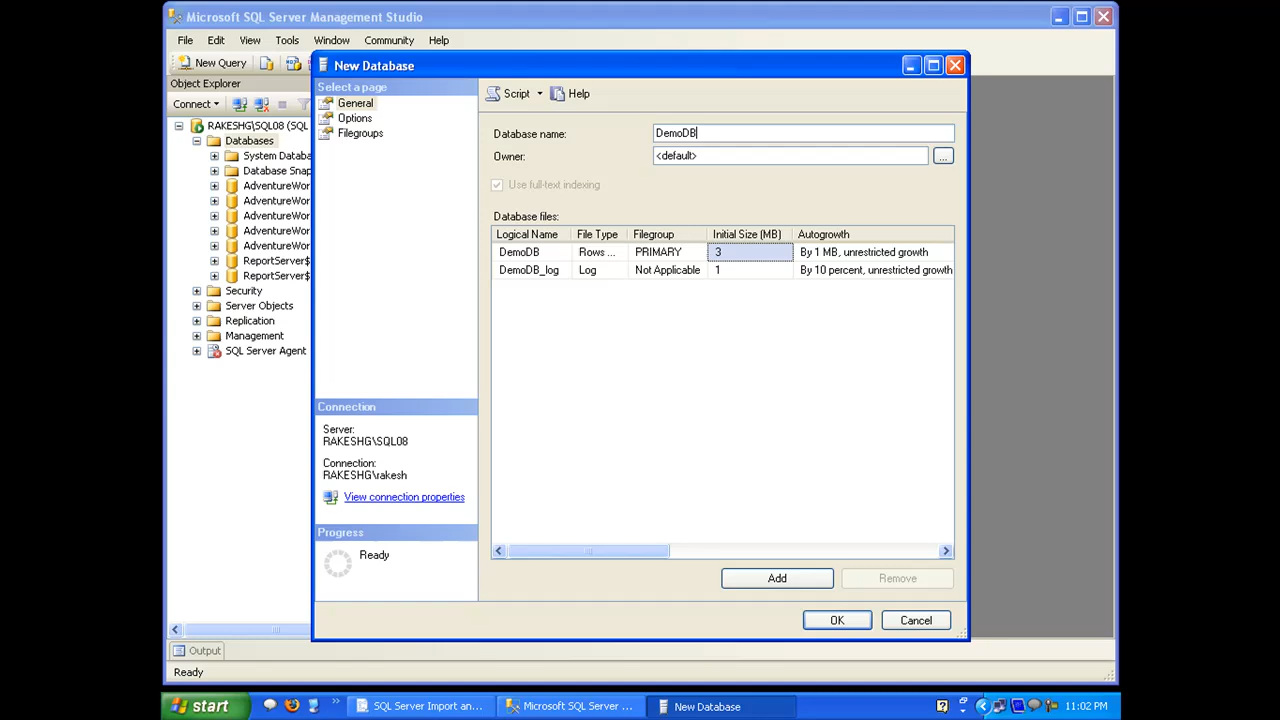 Microsoft SQL Server Management Studio
File Edit View Tools Window Community Help
New Query
Object Explorer
Connect
RAKESHG\SQL08 (SQL
Databases
System Databa
Database Snap
AdventureWor
AdventureWor
AdventureWor
AdventureWor
AdventureWor
ReportServer$
ReportServer$
Security
Server Objects
Replication
Management
SQL Server Agent
New Database
Select a page
General
Options
Filegroups
Script Help
Database name: DemoDB
Owner: <default> ...
Use full-text indexing
Database files:
Logical Name File Type Filegroup Initial Size (MB) Autogrowth
DemoDB Rows ... PRIMARY 3 By 1 MB, unrestricted growth
DemoDB_log Log Not Applicable 1 By 10 percent, unrestricted growth
Connection
Server:
RAKESHG\SQL08
Connection:
RAKESHG\rakesh
View connection properties
Progress
Ready
Add Remove
OK Cancel
Output
Ready
start SQL Server Import an... Microsoft SQL Server ... New Database 11:02 PM